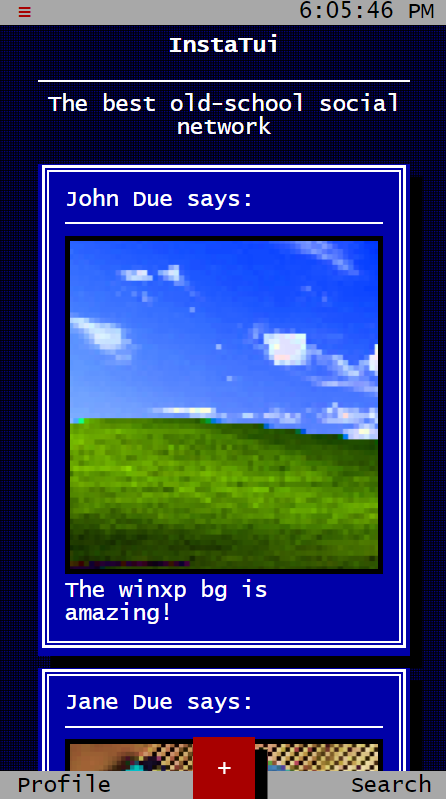 ≡ 6:05:46 PM
InstaTui
The best old-school social
network
John Due says:
The winxp bg is
amazing!
Jane Due says:
+
Profile Search